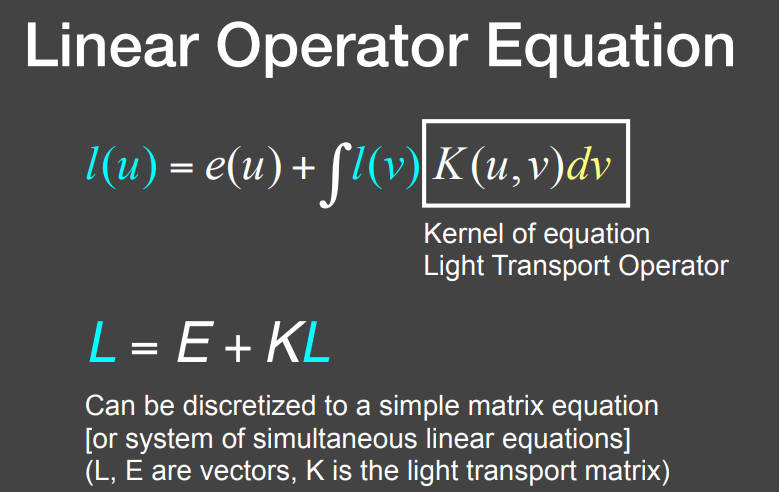 Linear Operator Equation
l(u) = e(u) + ∫l(v) K(u,v)dv
Kernel of equation
Light Transport Operator
L = E + KL
Can be discretized to a simple matrix equation
[or system of simultaneous linear equations]
(L, E are vectors, K is the light transport matrix)